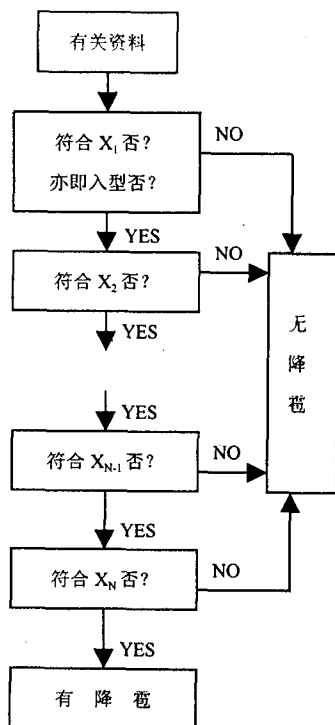 有关资料
符合 X₁ 否?
亦即入型否?
NO
YES
符合 X₂ 否?
NO
YES
无
降
雹
YES
符合 X_{N-1} 否?
NO
YES
符合 X_N 否?
NO
YES
有 降 雹